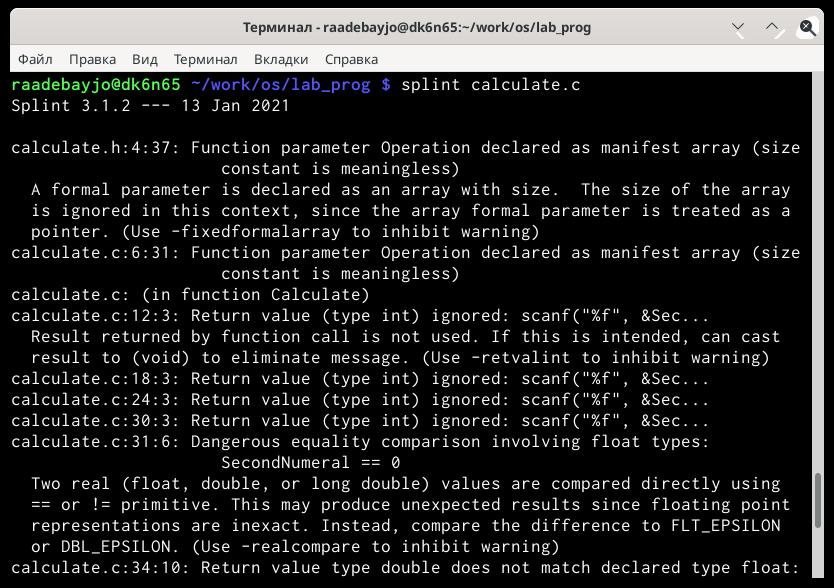 Терминал - raadebayjo@dk6n65:~/work/os/lab_prog
Файл Правка Вид Терминал Вкладки Справка
raadebayjo@dk6n65 ~/work/os/lab_prog $ splint calculate.c
Splint 3.1.2 --- 13 Jan 2021
calculate.h:4:37: Function parameter Operation declared as manifest array (size
constant is meaningless)
A formal parameter is declared as an array with size.  The size of the array
is ignored in this context, since the array formal parameter is treated as a
pointer. (Use -fixedformalarray to inhibit warning)
calculate.c:6:31: Function parameter Operation declared as manifest array (size
constant is meaningless)
calculate.c: (in function Calculate)
calculate.c:12:3: Return value (type int) ignored: scanf("%f", &Sec...
Result returned by function call is not used. If this is intended, can cast
result to (void) to eliminate message. (Use -retvalint to inhibit warning)
calculate.c:18:3: Return value (type int) ignored: scanf("%f", &Sec...
calculate.c:24:3: Return value (type int) ignored: scanf("%f", &Sec...
calculate.c:30:3: Return value (type int) ignored: scanf("%f", &Sec...
calculate.c:31:6: Dangerous equality comparison involving float types:
SecondNumeral == 0
Two real (float, double, or long double) values are compared directly using
== or != primitive. This may produce unexpected results since floating point
representations are inexact. Instead, compare the difference to FLT_EPSILON
or DBL_EPSILON. (Use -realcompare to inhibit warning)
calculate.c:34:10: Return value type double does not match declared type float: